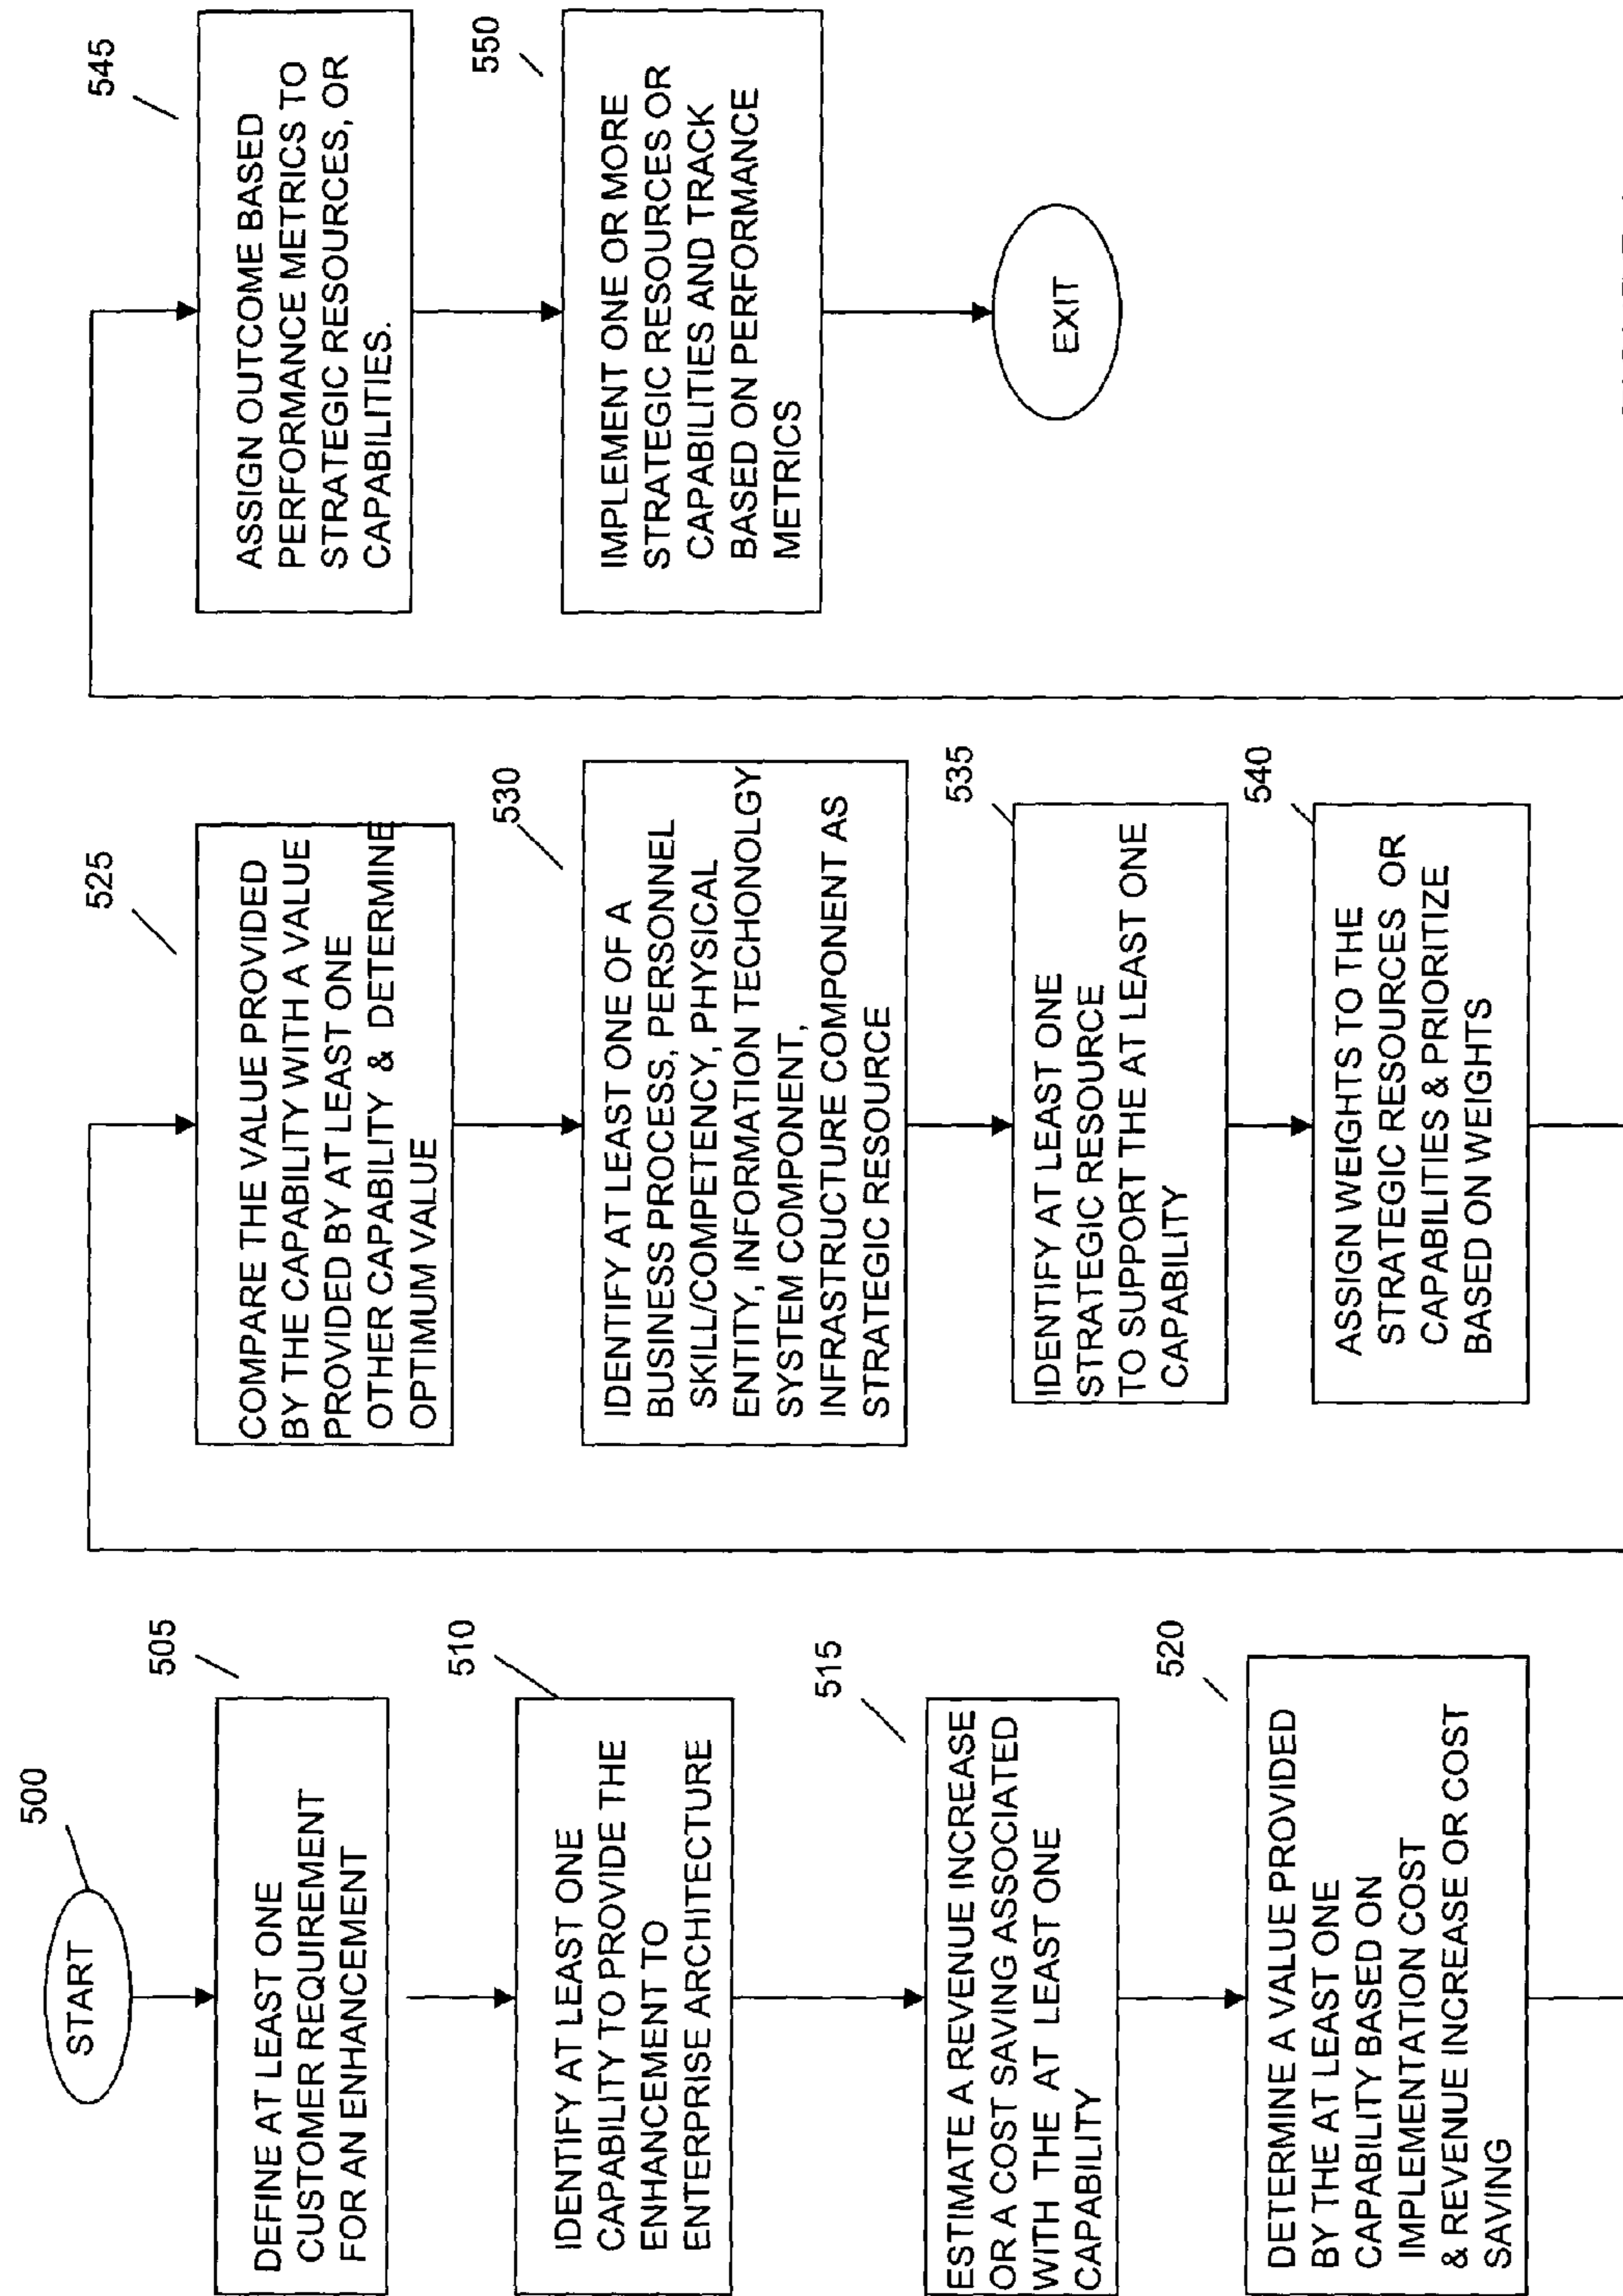 500
START
505
DEFINE AT LEAST ONE
CUSTOMER REQUIREMENT
FOR AN ENHANCEMENT
510
IDENTIFY AT LEAST ONE
CAPABILITY TO PROVIDE THE
ENHANCEMENT TO
ENTERPRISE ARCHITECTURE
515
ESTIMATE A REVENUE INCREASE
OR A COST SAVING ASSOCIATED
WITH THE AT LEAST ONE
CAPABILITY
520
DETERMINE A VALUE PROVIDED
BY THE AT LEAST ONE
CAPABILITY BASED ON
IMPLEMENTATION COST
& REVENUE INCREASE OR COST
SAVING
525
COMPARE THE VALUE PROVIDED
BY THE CAPABILITY WITH A VALUE
PROVIDED BY AT LEAST ONE
OTHER CAPABILITY & DETERMINE
OPTIMUM VALUE
530
IDENTIFY AT LEAST ONE OF A
BUSINESS PROCESS, PERSONNEL
SKILL/COMPETENCY, PHYSICAL
ENTITY, INFORMATION TECHONOLGY
SYSTEM COMPONENT,
INFRASTRUCTURE COMPONENT AS
STRATEGIC RESOURCE
535
IDENTIFY AT LEAST ONE
STRATEGIC RESOURCE
TO SUPPORT THE AT LEAST ONE
CAPABILITY
540
ASSIGN WEIGHTS TO THE
STRATEGIC RESOURCES OR
CAPABILITIES & PRIORITIZE
BASED ON WEIGHTS
545
ASSIGN OUTCOME BASED
PERFORMANCE METRICS TO
STRATEGIC RESOURCES, OR
CAPABILITIES.
550
IMPLEMENT ONE OR MORE
STRATEGIC RESOURCES OR
CAPABILITIES AND TRACK
BASED ON PERFORMANCE
METRICS
EXIT